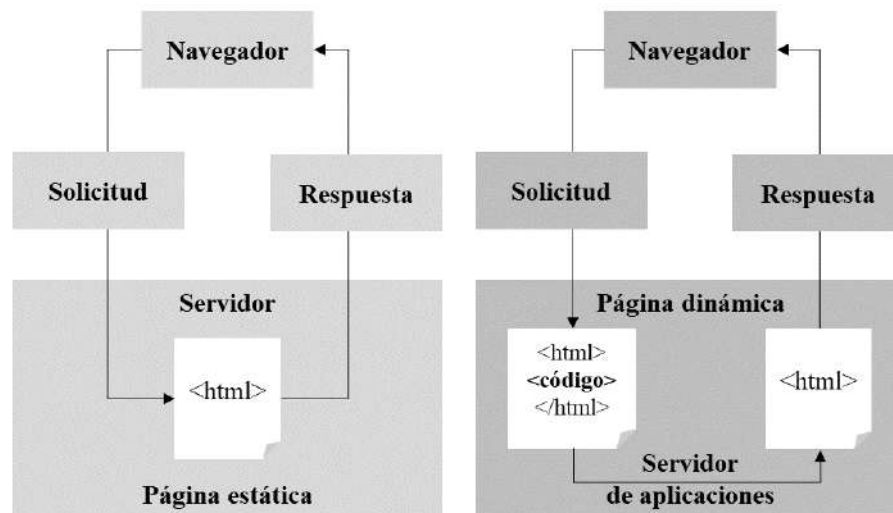 Navegador
Solicitud
Respuesta
Servidor
<html>
Página estática
Navegador
Solicitud
Respuesta
Página dinámica
<html>
<código>
</html>
<html>
Servidor
de aplicaciones